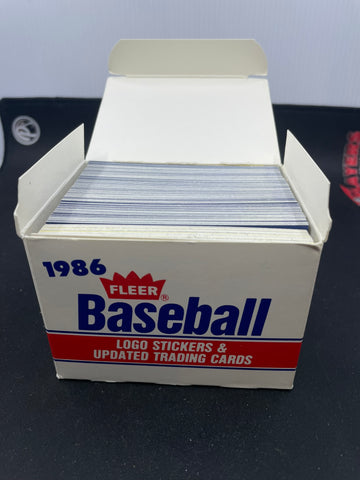 1986
FLEER®
Baseball
LOGO STICKERS &
UPDATED TRADING CARDS